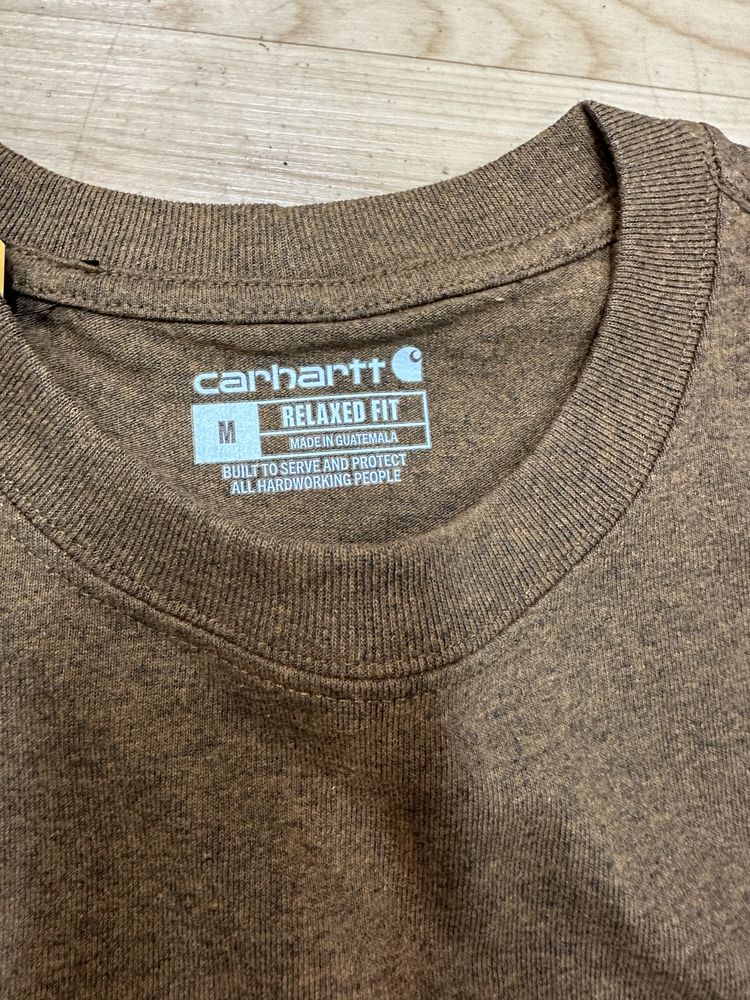 carhartt
M RELAXED FIT
MADE IN GUATEMALA
BUILT TO SERVE AND PROTECT
ALL HARDWORKING PEOPLE